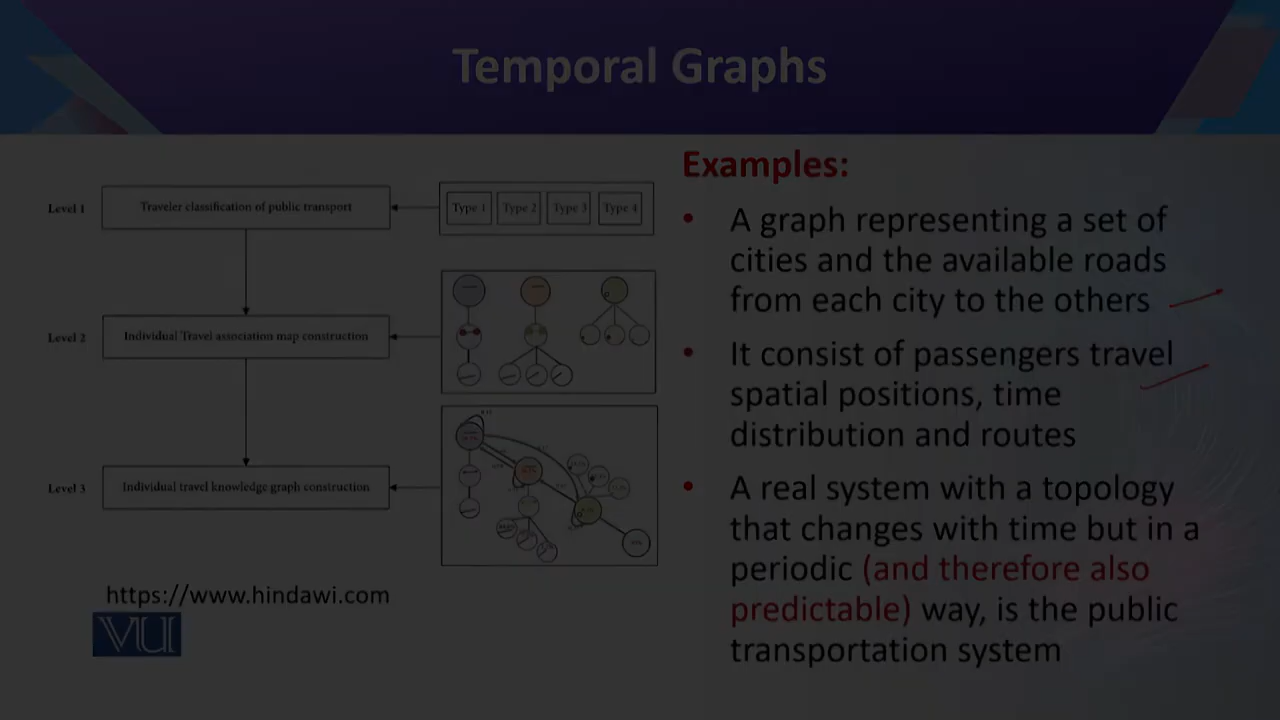 Temporal Graphs
Level 1
Traveler classification of public transport
Type 1
Type 2
Type 3
Type 4
Level 2
Individual Travel association map construction
Level 3
Individual travel knowledge graph construction
https://www.hindawi.com
VU
Examples:
• A graph representing a set of
cities and the available roads
from each city to the others
• It consist of passengers travel
spatial positions, time
distribution and routes
• A real system with a topology
that changes with time but in a
periodic (and therefore also
predictable) way, is the public
transportation system